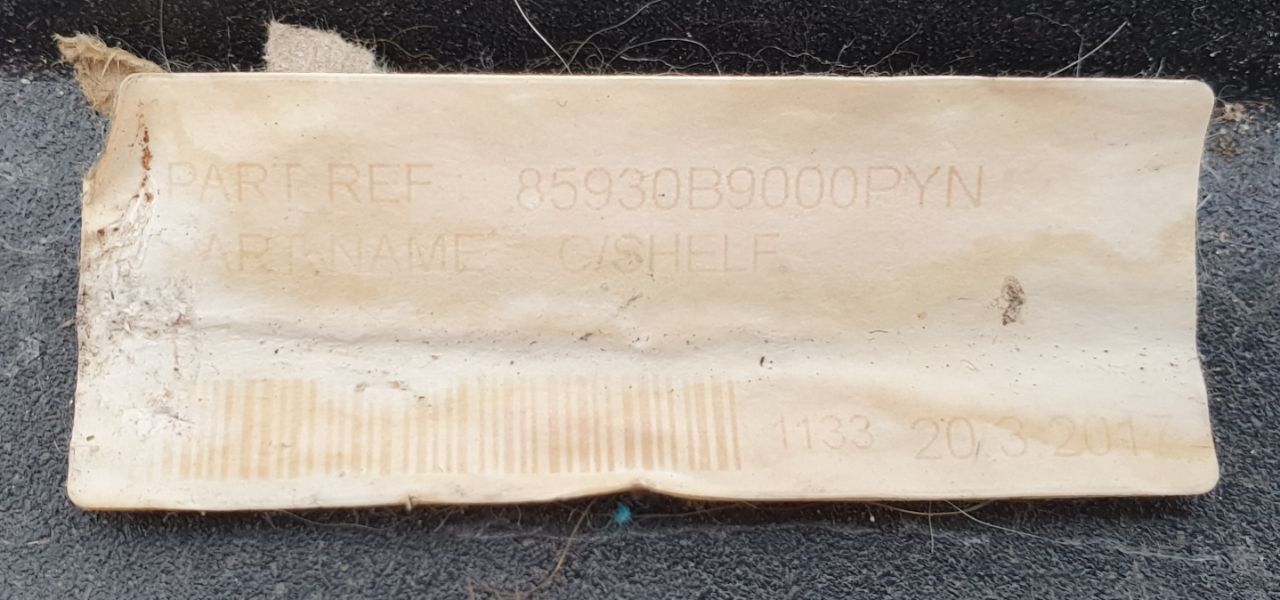 PART REF 85930B9000PYN
PART NAME C/SHELF
1133 20/3 2017